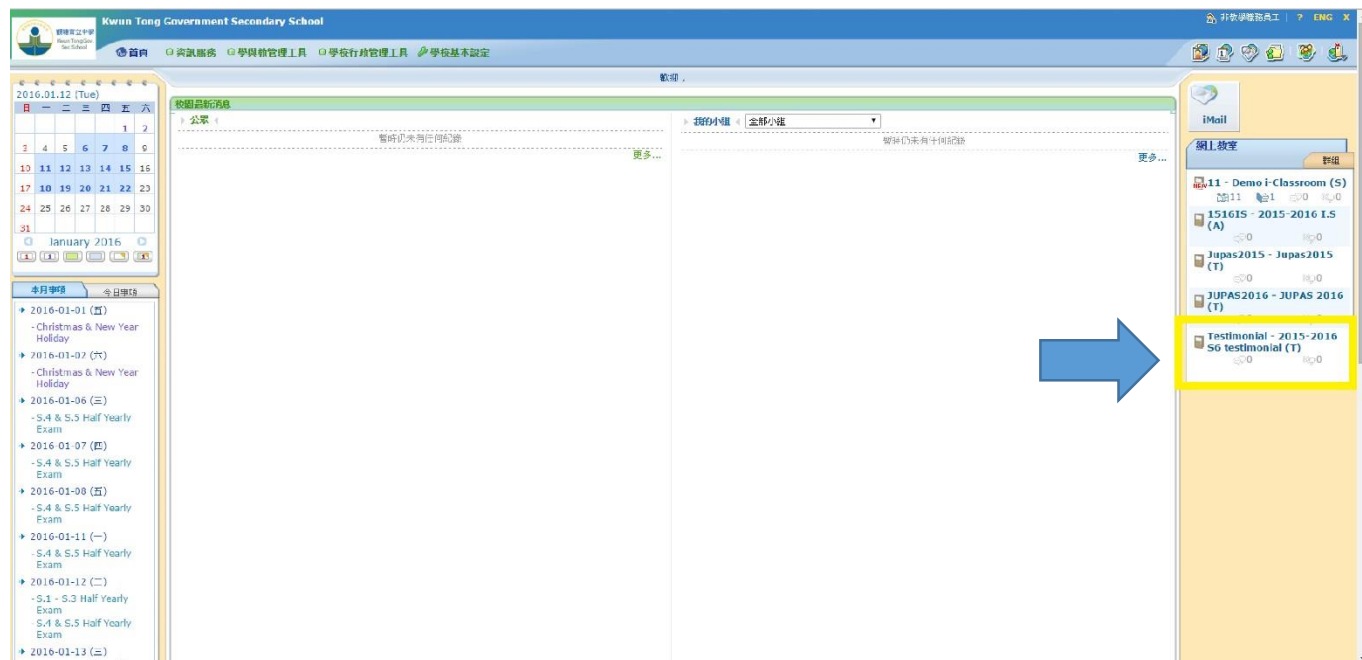 Kwun Tong Government Secondary School
觀塘官立中學
非教學職務員工 | ? ENG X
首頁 資訊服務 學與教管理工具 學校行政管理工具 學校基本設定
歡迎 ,
2016.01.12 (Tue)
日 一 二 三 四 五 六
1 2
3 4 5 6 7 8 9
10 11 12 13 14 15 16
17 18 19 20 21 22 23
24 25 26 27 28 29 30
31
January 2016
本月事項 今日事項
2016-01-01 (五)
- Christmas & New Year
Holiday
2016-01-02 (六)
- Christmas & New Year
Holiday
2016-01-06 (三)
- S.4 & S.5 Half Yearly
Exam
2016-01-07 (四)
- S.4 & S.5 Half Yearly
Exam
2016-01-08 (五)
- S.4 & S.5 Half Yearly
Exam
2016-01-11 (一)
- S.4 & S.5 Half Yearly
Exam
2016-01-12 (二)
- S.1 - S.3 Half Yearly
Exam
- S.4 & S.5 Half Yearly
Exam
2016-01-13 (三)
校園最新消息
公眾
暫時仍未有任何記錄
更多...
我的小組 全部小組
暫時仍未有任何記錄
更多...
iMail
網上教室
群組
NEW 11 - Demo i-Classroom (S)
11 1 0 0
1516IS - 2015-2016 I.S
(A)
0 0
Jupas2015 - Jupas2015
(T)
0 0
JUPAS2016 - JUPAS 2016
(T)
Testimonial - 2015-2016
S6 testimonial (T)
0 0